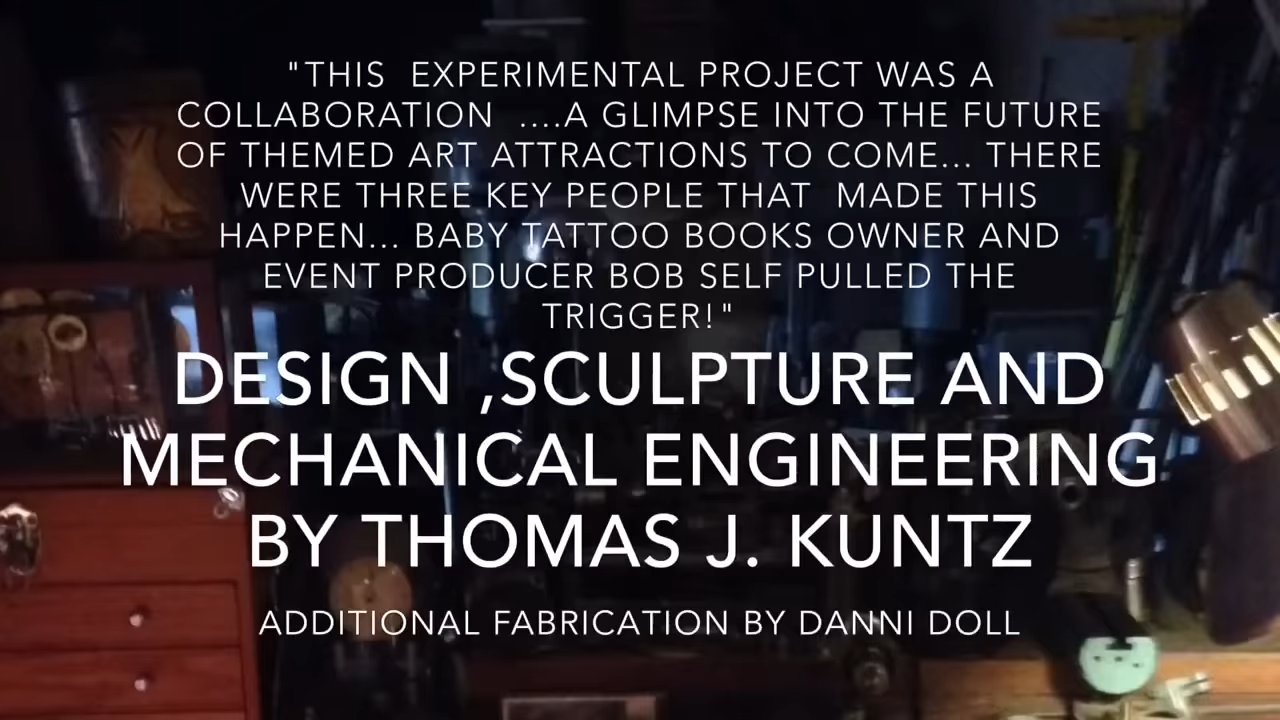 "THIS  EXPERIMENTAL PROJECT WAS A
COLLABORATION  ....A GLIMPSE INTO THE FUTURE
OF THEMED ART ATTRACTIONS TO COME... THERE
WERE THREE KEY PEOPLE THAT  MADE THIS
HAPPEN... BABY TATTOO BOOKS OWNER AND
EVENT PRODUCER BOB SELF PULLED THE
TRIGGER!"
DESIGN ,SCULPTURE AND
MECHANICAL ENGINEERING
BY THOMAS J. KUNTZ
ADDITIONAL FABRICATION BY DANNI DOLL